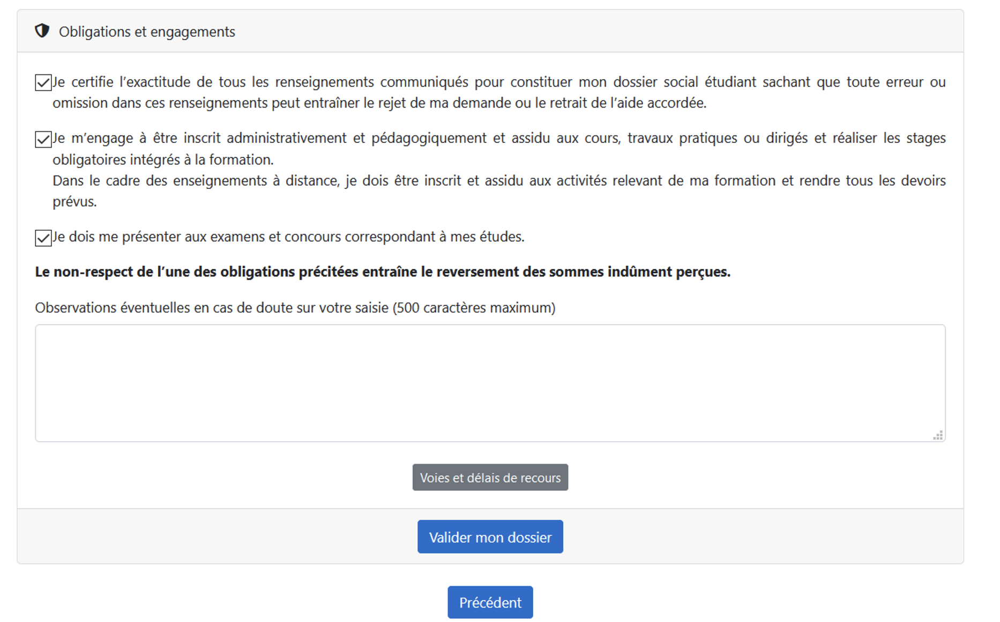 Obligations et engagements
Je certifie l’exactitude de tous les renseignements communiqués pour constituer mon dossier social étudiant sachant que toute erreur ou
omission dans ces renseignements peut entraîner le rejet de ma demande ou le retrait de l’aide accordée.
Je m’engage à être inscrit administrativement et pédagogiquement et assidu aux cours, travaux pratiques ou dirigés et réaliser les stages
obligatoires intégrés à la formation.
Dans le cadre des enseignements à distance, je dois être inscrit et assidu aux activités relevant de ma formation et rendre tous les devoirs
prévus.
Je dois me présenter aux examens et concours correspondant à mes études.
Le non-respect de l’une des obligations précitées entraîne le reversement des sommes indûment perçues.
Observations éventuelles en cas de doute sur votre saisie (500 caractères maximum)
Voies et délais de recours
Valider mon dossier
Précédent